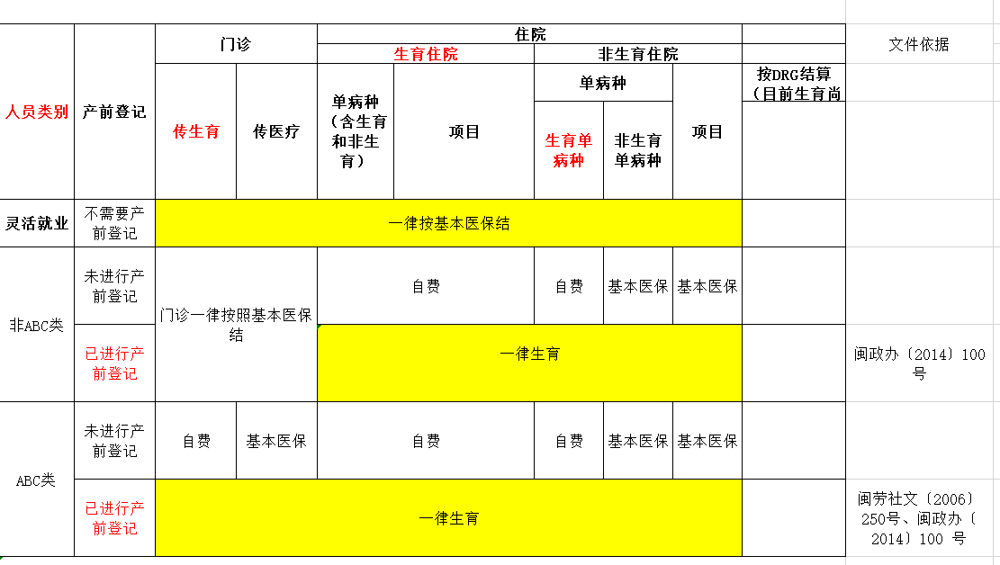 门诊
住院
文件依据
生育住院
非生育住院
人员类别
产前登记
传生育
传医疗
单病种
（含生育
和非生
育）
项目
单病种
生育单
病种
非生育
单病种
项目
按DRG结算
（目前生育尚
灵活就业
不需要产
前登记
一律按基本医保结
非ABC类
未进行产
前登记
门诊一律按照基本医保
结
自费
自费
基本医保
基本医保
已进行产
前登记
一律生育
闽政办〔2014〕100
号
ABC类
未进行产
前登记
自费
基本医保
自费
自费
基本医保
基本医保
已进行产
前登记
一律生育
闽劳社文〔2006〕
250号、闽政办〔
2014〕100 号